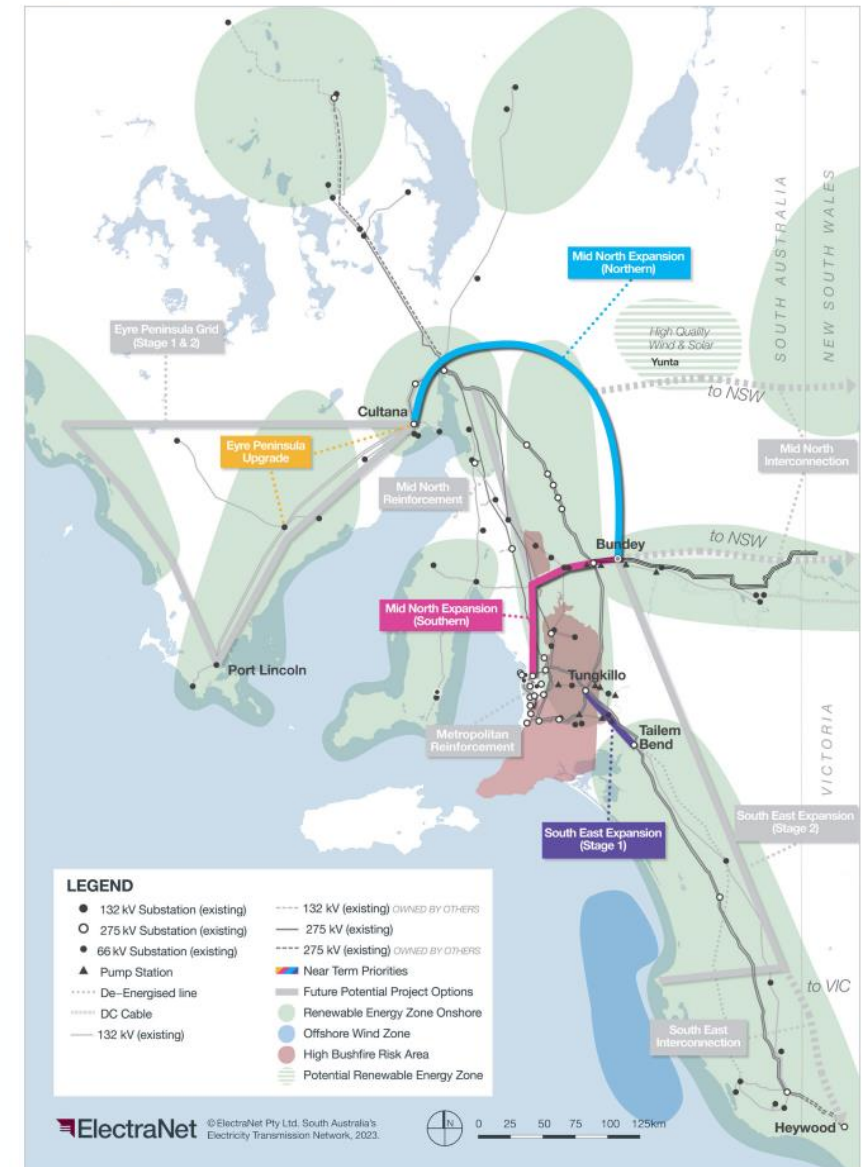 SOUTH AUSTRALIA
NEW SOUTH WALES
Mid North Expansion
(Northern)
High Quality
Wind & Solar
Yunta
Eyre Peninsula Grid
(Stage 1 & 2)
to NSW
Cultana
Eyre Peninsula
Upgrade
Mid North
Interconnection
Mid North
Reinforcement
Bundey
to NSW
Mid North Expansion
(Southern)
Port Lincoln
Tungkillo
Tailem
Bend
Metropolitan
Reinforcement
VICTORIA
South East Expansion
(Stage 2)
South East Expansion
(Stage 1)
to VIC
South East
Interconnection
Heywood
LEGEND
132 kV Substation (existing)
275 kV Substation (existing)
66 kV Substation (existing)
Pump Station
De-Energised line
DC Cable
132 kV (existing)
132 kV (existing) OWNED BY OTHERS
275 kV (existing)
275 kV (existing) OWNED BY OTHERS
Near Term Priorities
Future Potential Project Options
Renewable Energy Zone Onshore
Offshore Wind Zone
High Bushfire Risk Area
Potential Renewable Energy Zone
ElectraNet
©ElectraNet Pty Ltd. South Australia's
Electricity Transmission Network, 2023.
N
0 25 50 75 100 125km